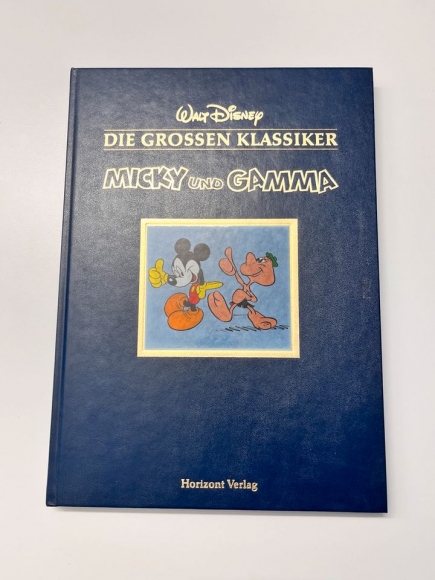 WALT DISNEY
DIE GROSSEN KLASSIKER
MICKY UND GAMMA
Horizont Verlag